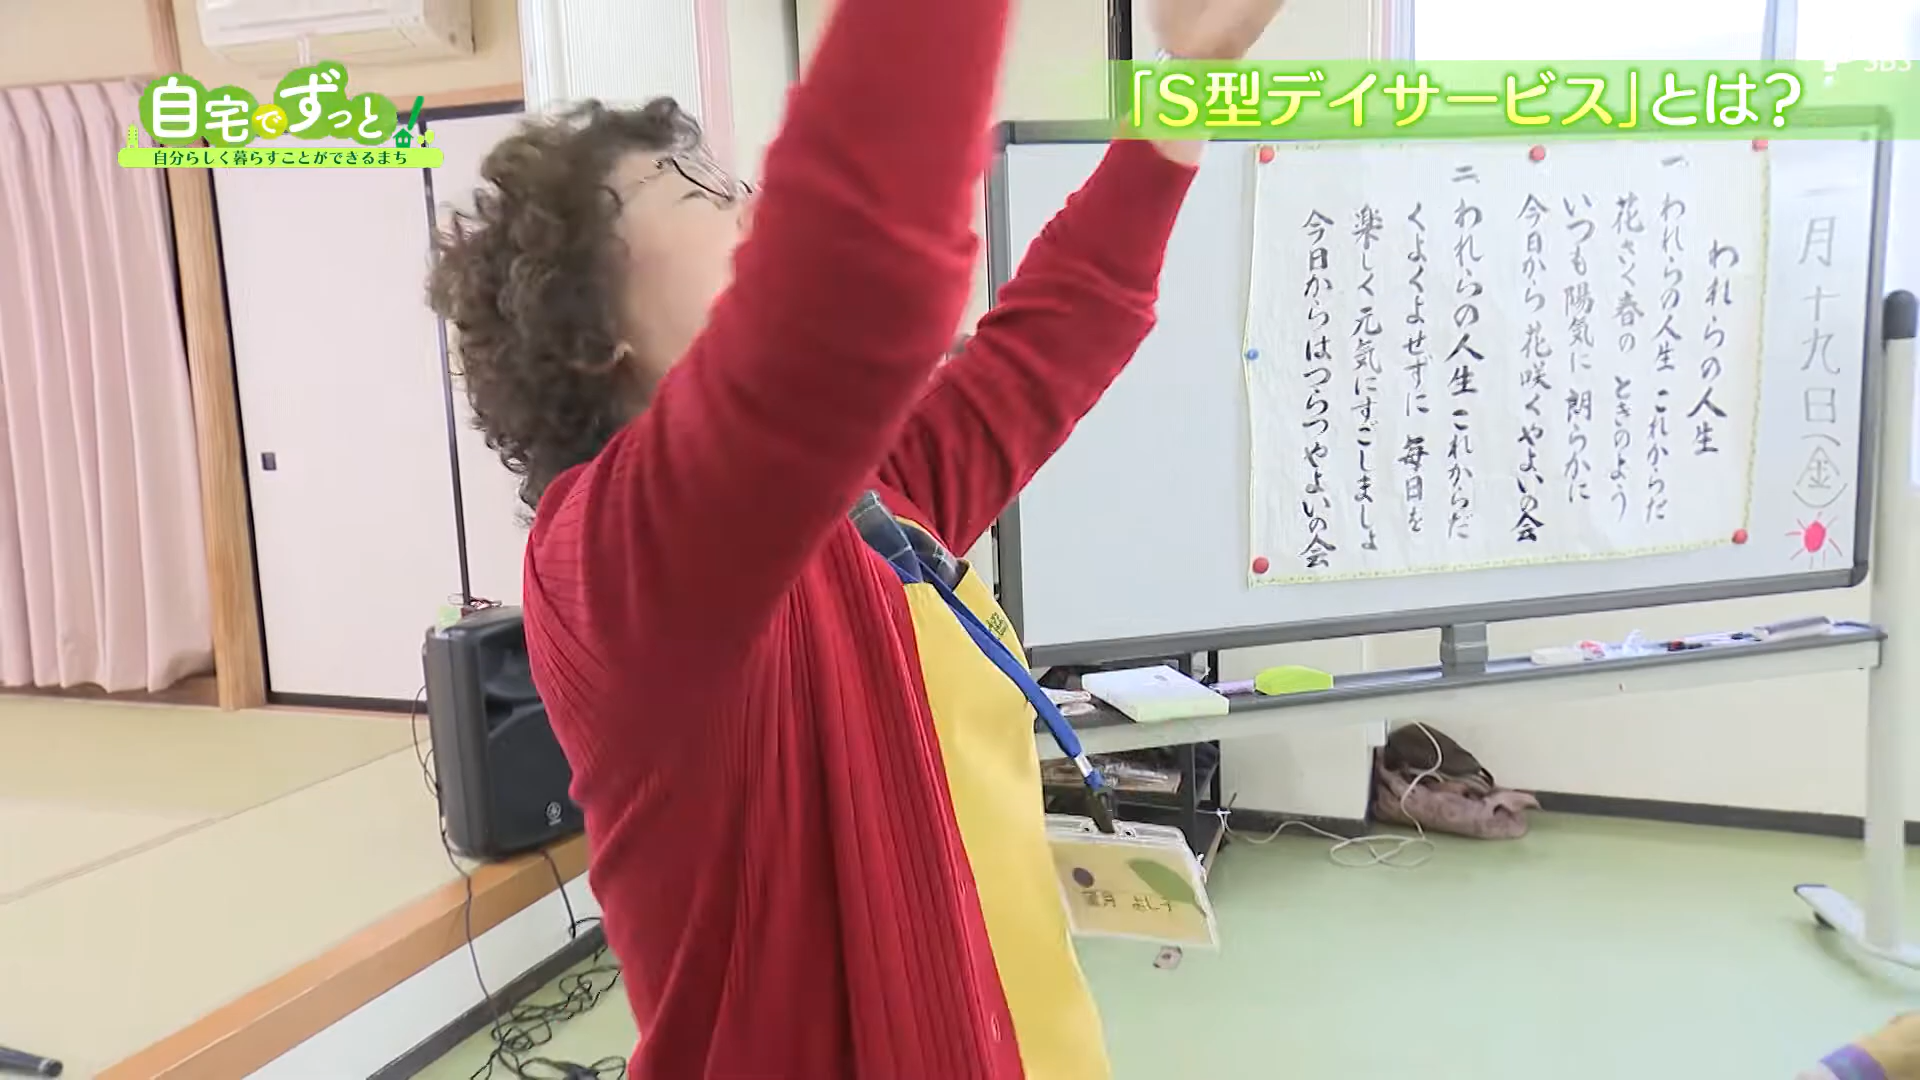 自宅でずっと!
自分らしく暮らすことができるまち
「S型デイサービス」とは?
SBS
一月十九日(金)
われらの人生
一、われらの人生 これからだ
花さく春の ときのよう
いつも陽気に 朗らかに
今日から 花咲くやよいの会
二、われらの人生 これからだ
くよくよせずに 毎日を
楽しく元気にすごしましょ
今日からはつらつやよいの会